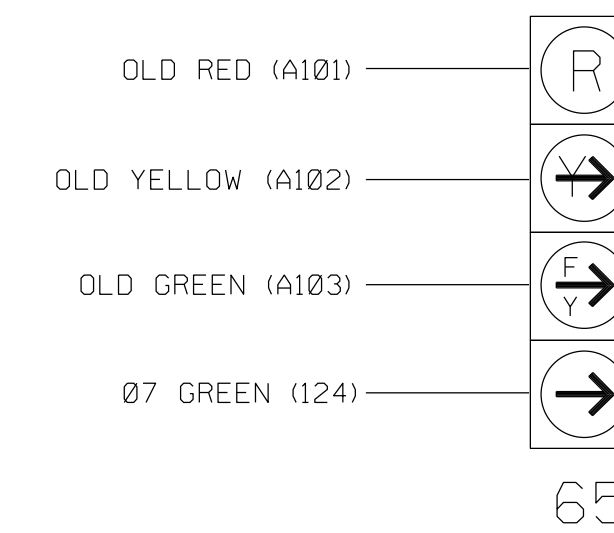 OLD RED (A1Ø1)
R
OLD YELLOW (A1Ø2)
Y
OLD GREEN (A1Ø3)
F
Y
Ø7 GREEN (124)
65